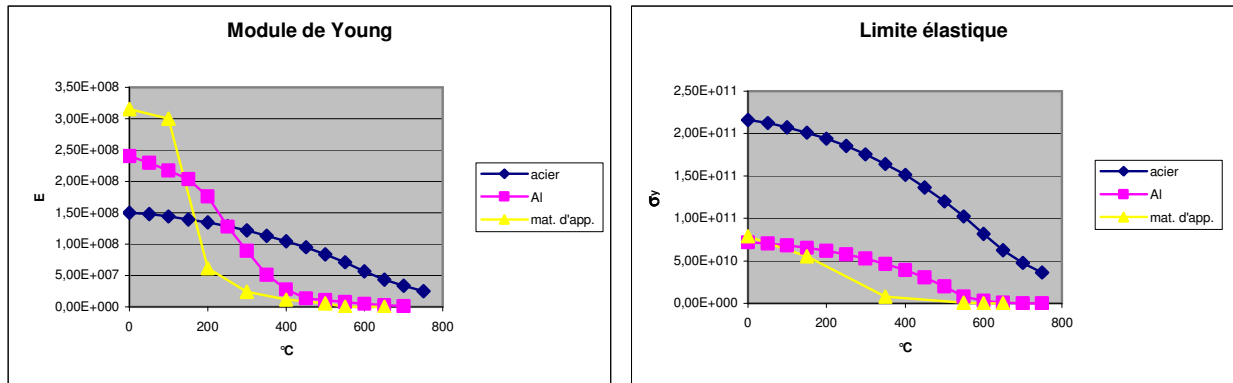 Module de Young
E
3,50E+008
3,00E+008
2,50E+008
2,00E+008
1,50E+008
1,00E+008
5,00E+007
0,00E+000
0 200 400 600 800
°C
acier
Al
mat. d'app.
Limite élastique
σy
2,50E+011
2,00E+011
1,50E+011
1,00E+011
5,00E+010
0,00E+000
0 200 400 600 800
°C
acier
Al
mat. d'app.